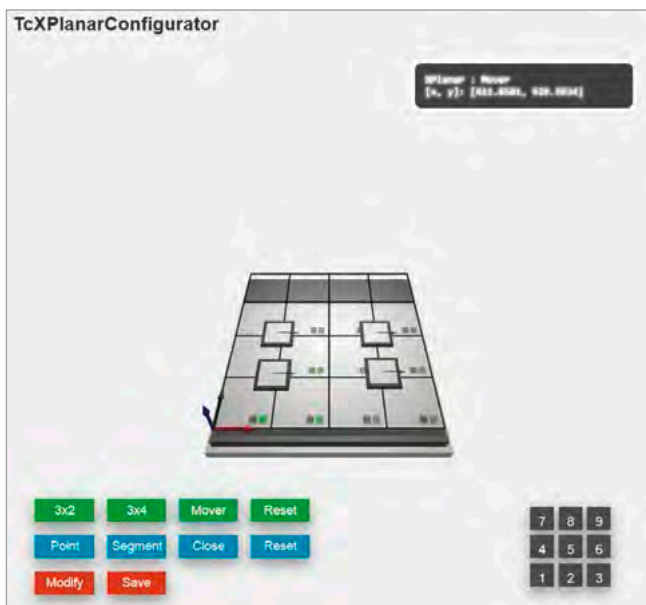 TcXPlanarConfigurator
XPlanar : Mover
[x, y]:
3x2 3x4 Mover Reset
7 8 9
Point Segment Close Reset
4 5 6
Modify Save
1 2 3